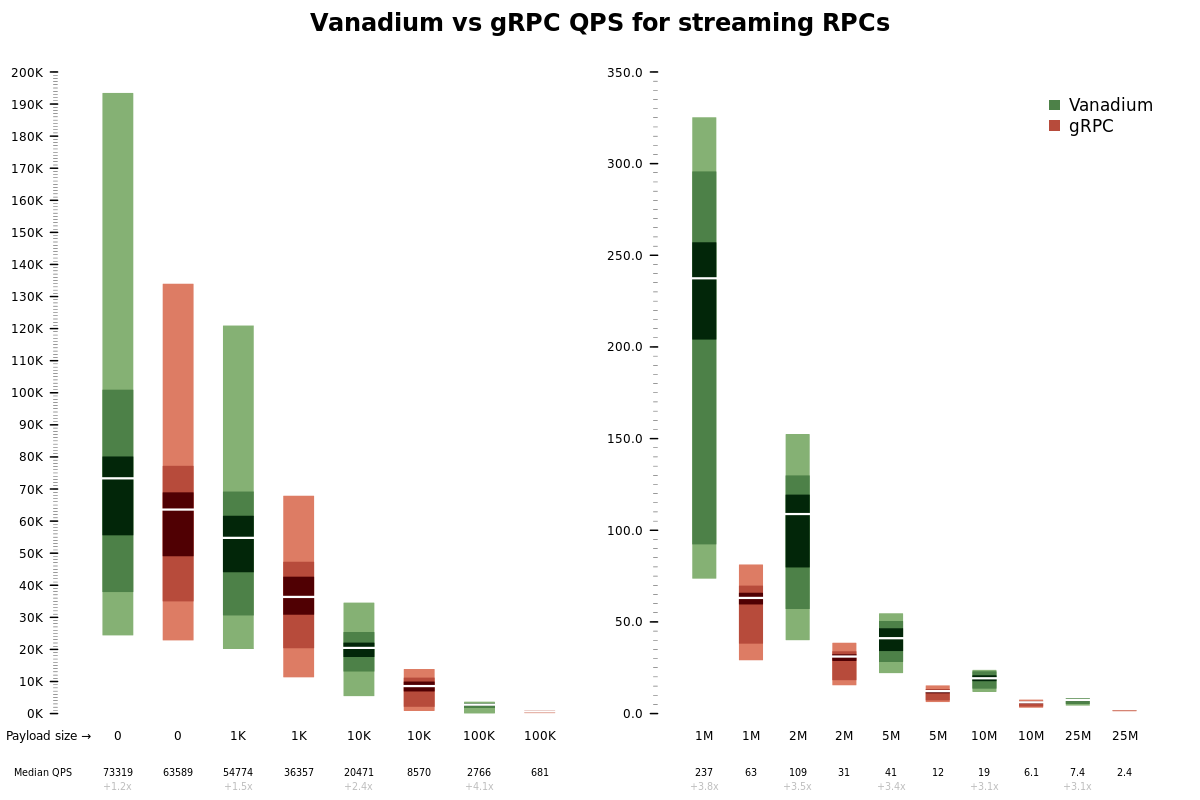 Vanadium vs gRPC QPS for streaming RPCs
200K
190K
180K
170K
160K
150K
140K
130K
120K
110K
100K
90K
80K
70K
60K
50K
40K
30K
20K
10K
0K
350.0
300.0
250.0
200.0
150.0
100.0
50.0
0.0
Vanadium
gRPC
Payload size → 0 0 1K 1K 10K 10K 100K 100K 1M 1M 2M 2M 5M 5M 10M 10M 25M 25M
Median QPS 73319 63589 54774 36357 20471 8570 2766 681 237 63 109 31 41 12 19 6.1 7.4 2.4
+1.2x +1.5x +2.4x +4.1x +3.8x +3.5x +3.4x +3.1x +3.1x